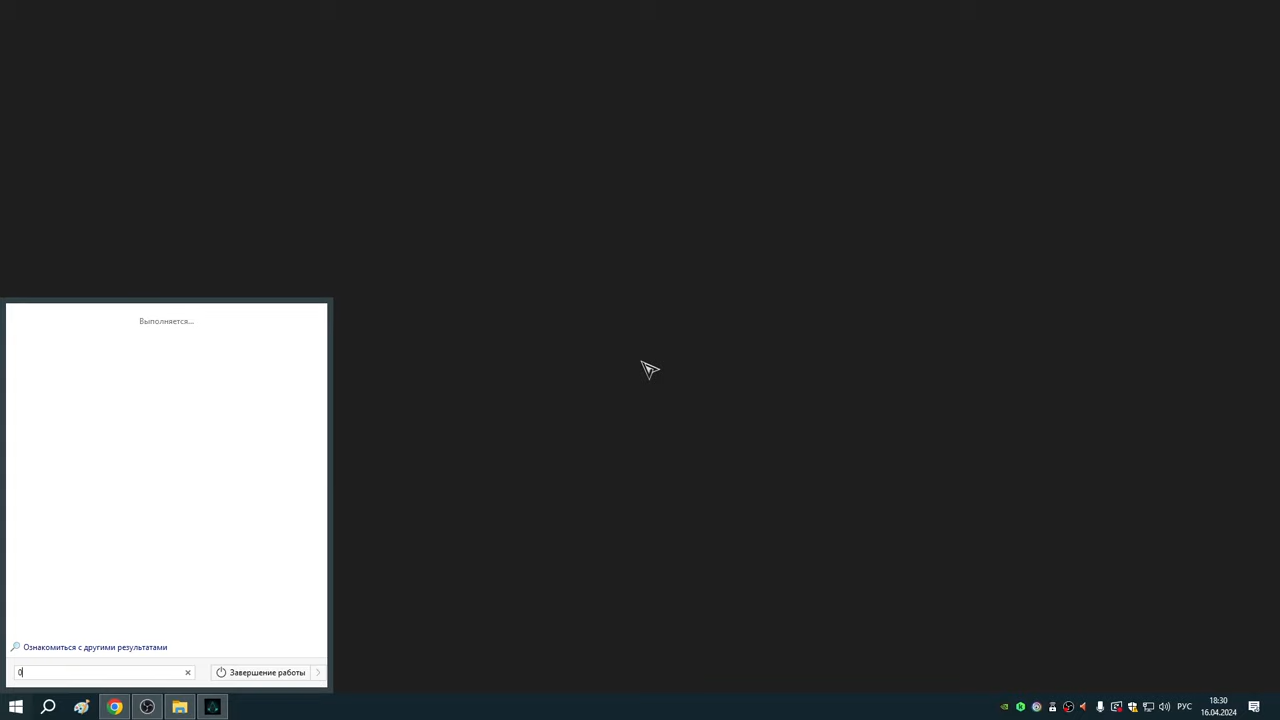 Выполняется...
Ознакомиться с другими результатами
0
Завершение работы
РУС
18:30
16.04.2024